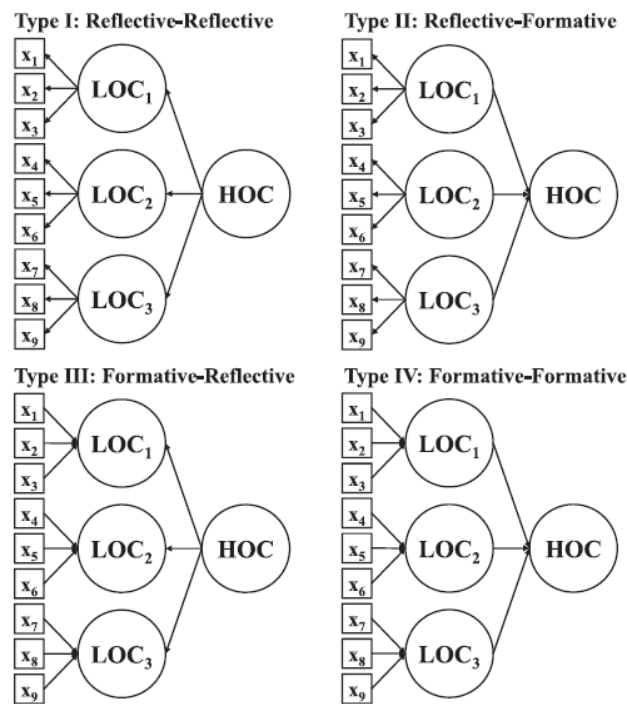 Type I: Reflective-Reflective
x1
x2
x3
x4
x5
x6
x7
x8
x9
LOC1
LOC2
LOC3
HOC
Type II: Reflective-Formative
x1
x2
x3
x4
x5
x6
x7
x8
x9
LOC1
LOC2
LOC3
HOC
Type III: Formative-Reflective
x1
x2
x3
x4
x5
x6
x7
x8
x9
LOC1
LOC2
LOC3
HOC
Type IV: Formative-Formative
x1
x2
x3
x4
x5
x6
x7
x8
x9
LOC1
LOC2
LOC3
HOC